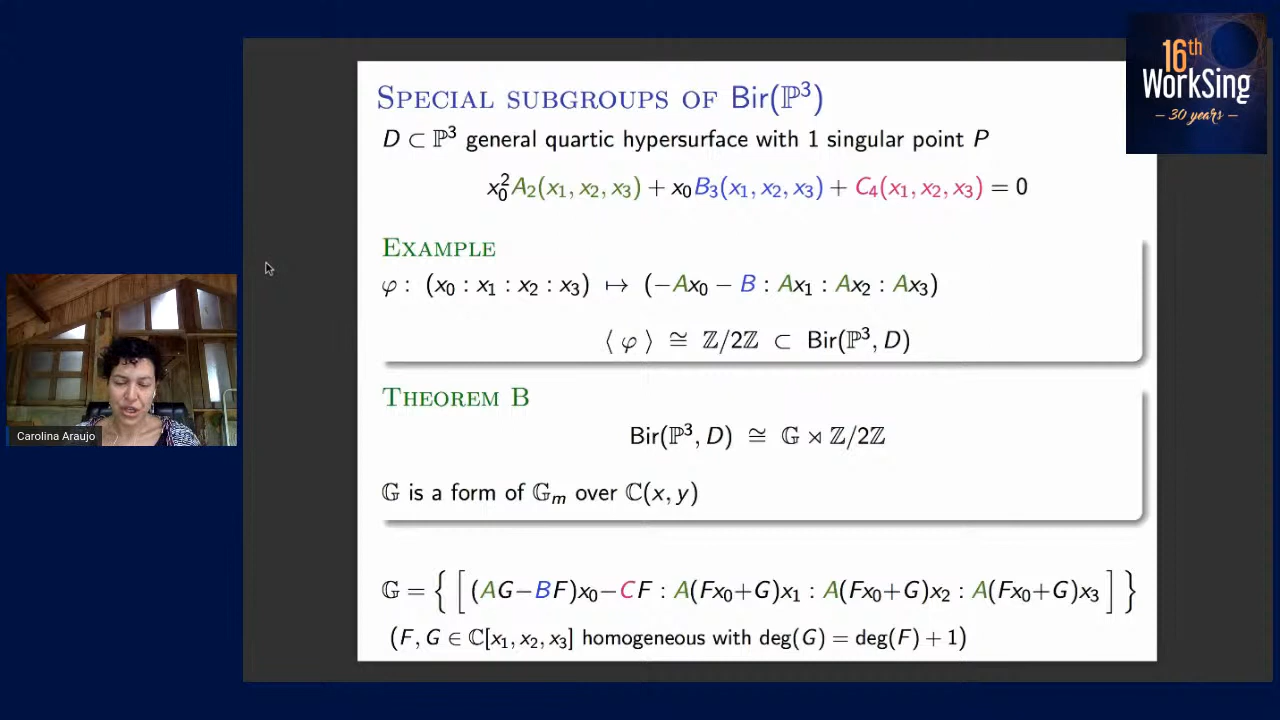 16th
WorkSing
– 30 years –
SPECIAL SUBGROUPS OF Bir(ℙ³)
D ⊂ ℙ³ general quartic hypersurface with 1 singular point P
x₀²A₂(x₁, x₂, x₃) + x₀B₃(x₁, x₂, x₃) + C₄(x₁, x₂, x₃) = 0
EXAMPLE
φ : (x₀ : x₁ : x₂ : x₃) ↦ (−Ax₀ − B : Ax₁ : Ax₂ : Ax₃)
⟨ φ ⟩ ≅ ℤ/2ℤ ⊂ Bir(ℙ³, D)
THEOREM B
Bir(ℙ³, D) ≅ 𝔾 ⋊ ℤ/2ℤ
𝔾 is a form of 𝔾ₘ over ℂ(x, y)
𝔾 = { [ (AG−BF)x₀−CF : A(Fx₀+G)x₁ : A(Fx₀+G)x₂ : A(Fx₀+G)x₃ ] }
(F, G ∈ ℂ[x₁, x₂, x₃] homogeneous with deg(G) = deg(F) + 1)
Carolina Araujo